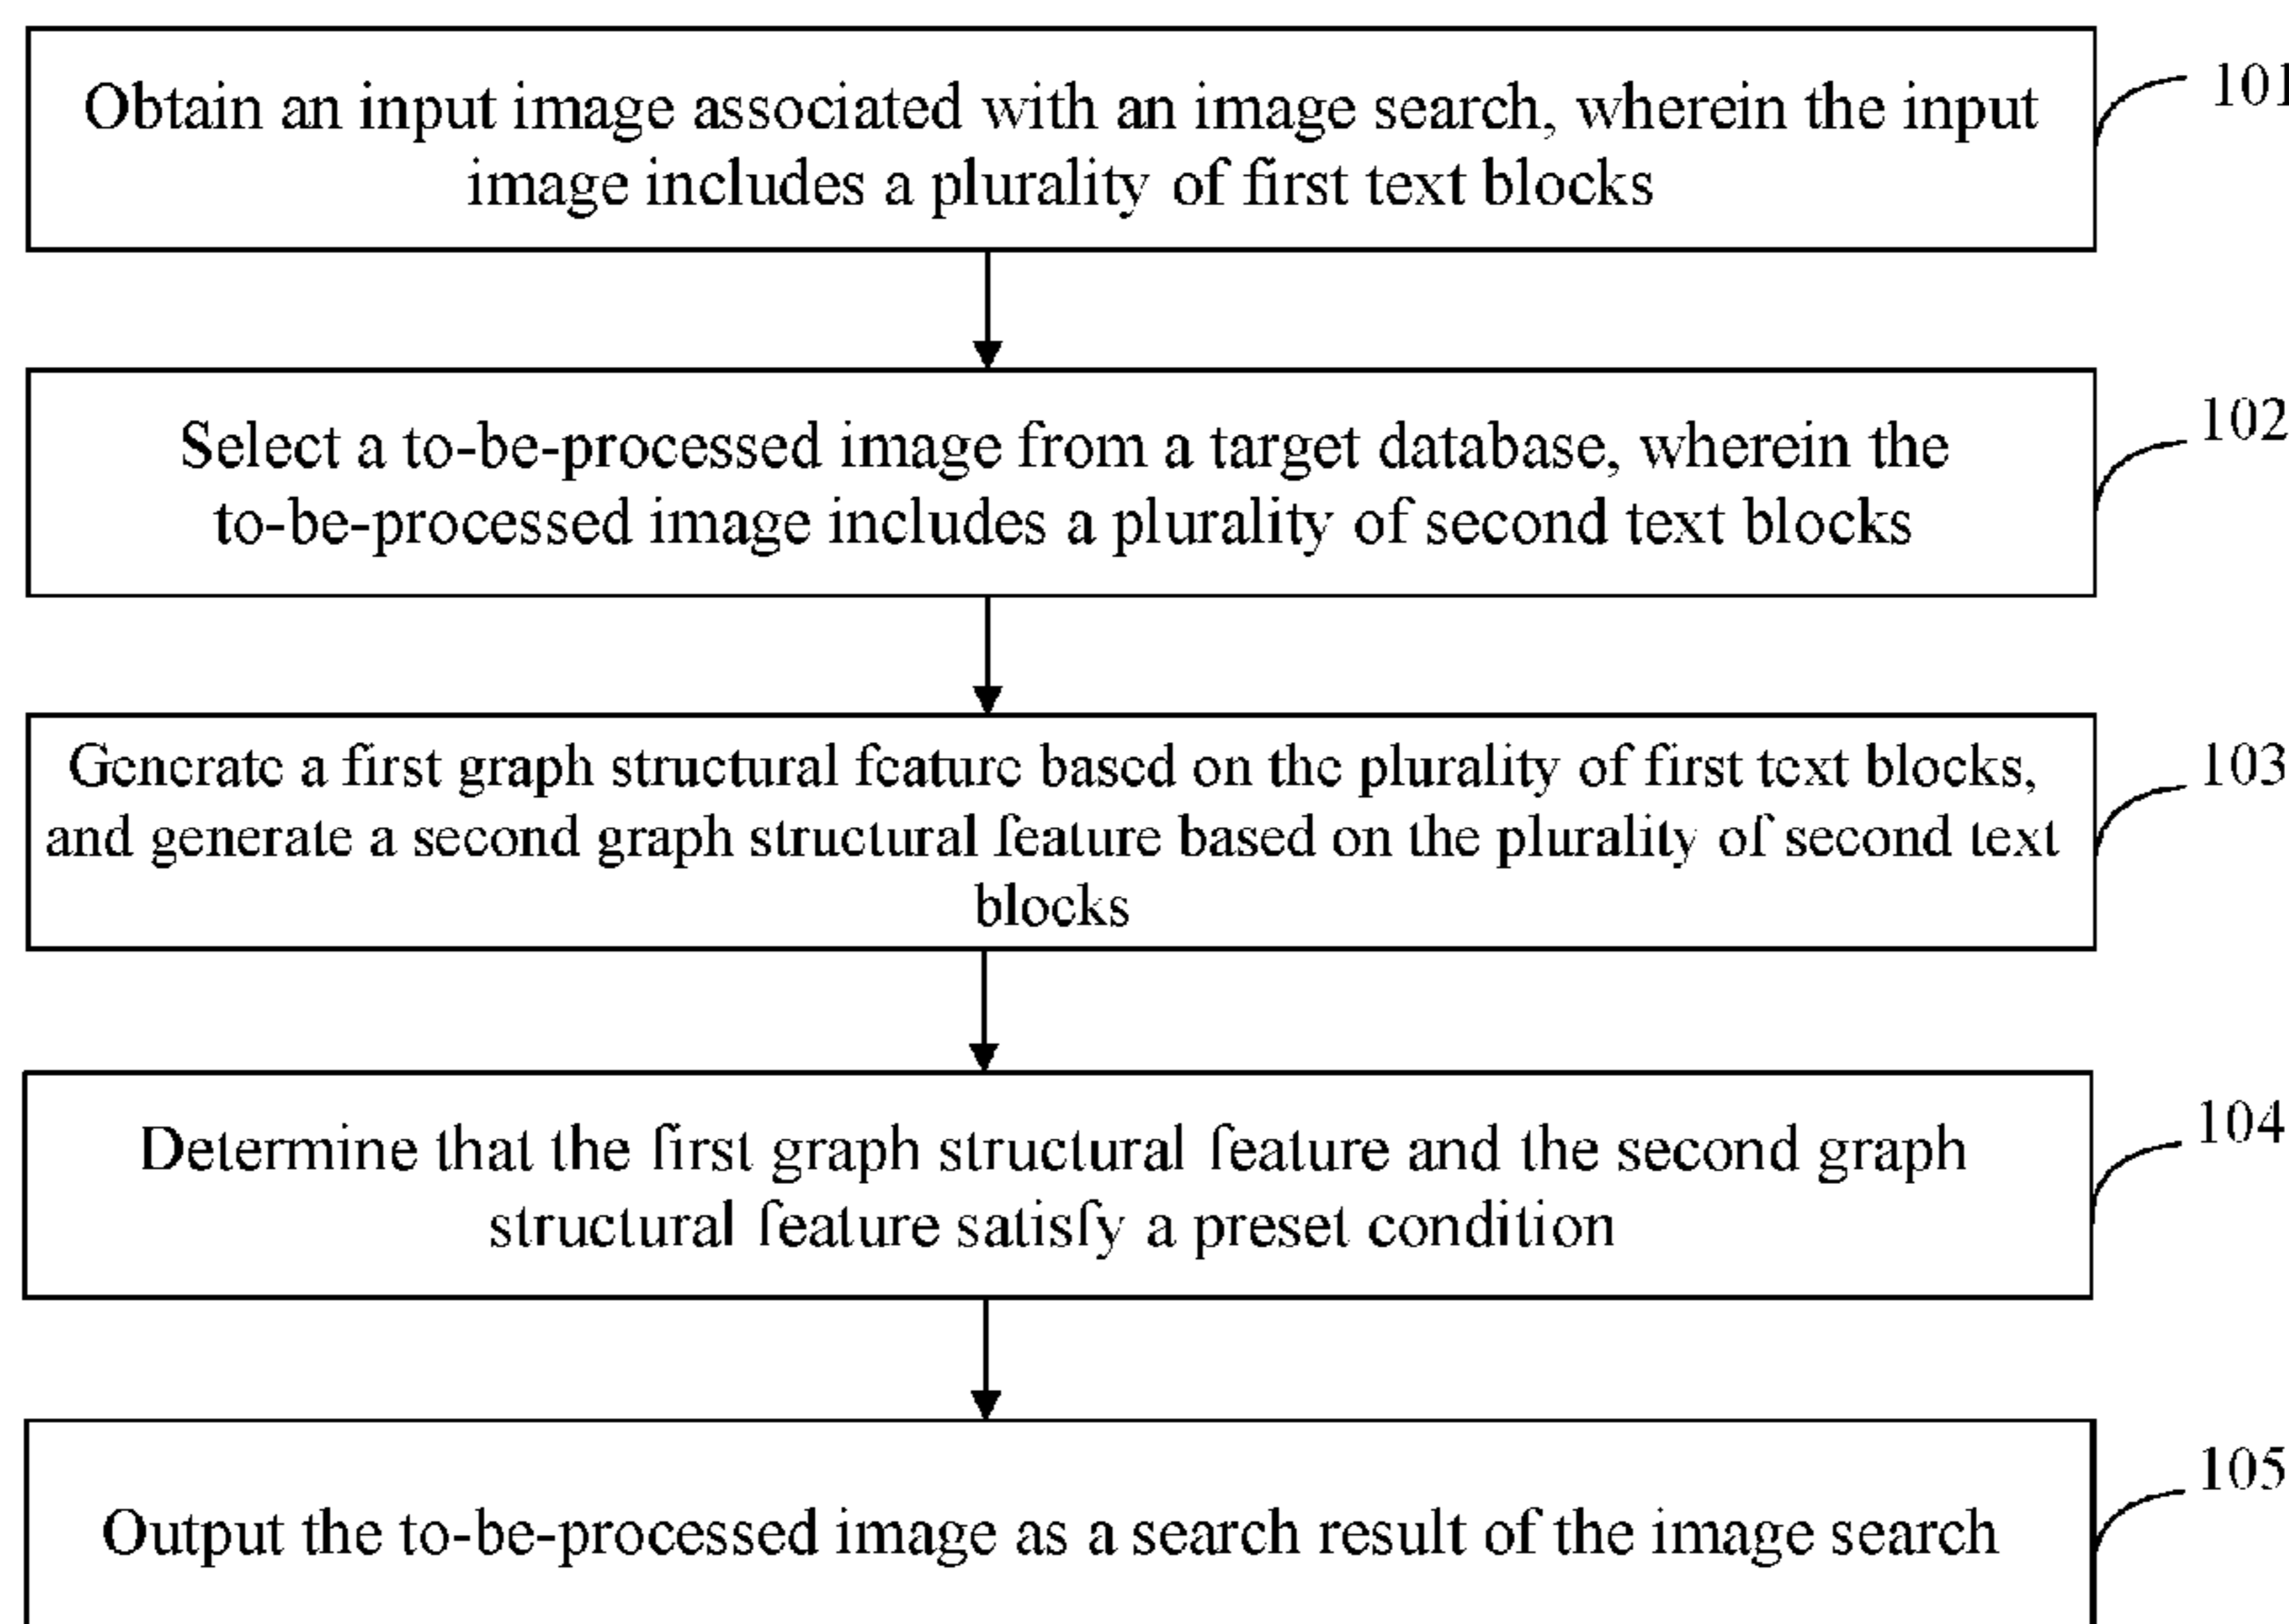 Obtain an input image associated with an image search, wherein the input
image includes a plurality of first text blocks
101
Select a to-be-processed image from a target database, wherein the
to-be-processed image includes a plurality of second text blocks
102
Generate a first graph structural feature based on the plurality of first text blocks,
and generate a second graph structural feature based on the plurality of second text
blocks
103
Determine that the first graph structural feature and the second graph
structural feature satisfy a preset condition
104
Output the to-be-processed image as a search result of the image search
105